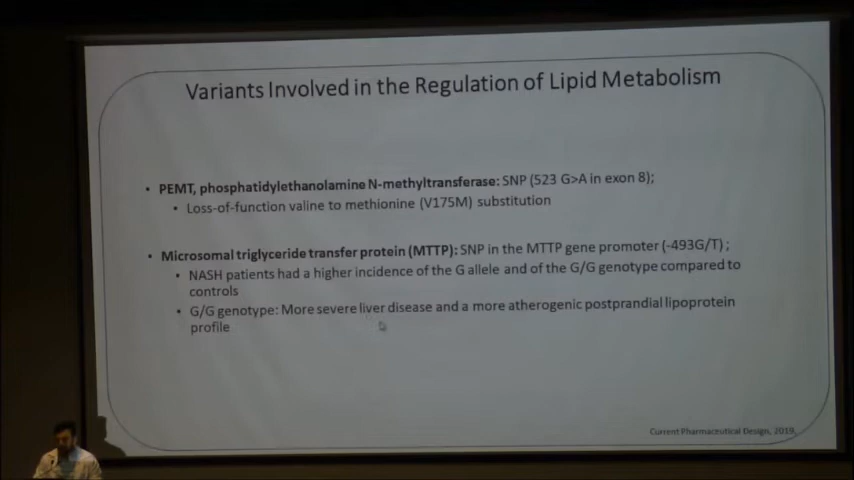 Variants Involved in the Regulation of Lipid Metabolism
• PEMT, phosphatidylethanolamine N-methyltransferase: SNP (523 G>A in exon 8);
• Loss-of-function valine to methionine (V175M) substitution
• Microsomal triglyceride transfer protein (MTTP): SNP in the MTTP gene promoter (-493G/T) ;
• NASH patients had a higher incidence of the G allele and of the G/G genotype compared to
controls
• G/G genotype: More severe liver disease and a more atherogenic postprandial lipoprotein
profile
Current Pharmaceutical Design, 2019,